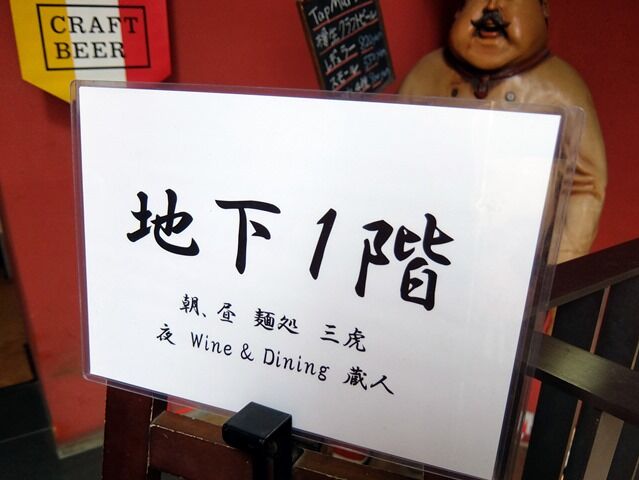 CRAFT
BEER
地下1階
朝、昼 麺処 三虎
夜 Wine & Dining 蔵人